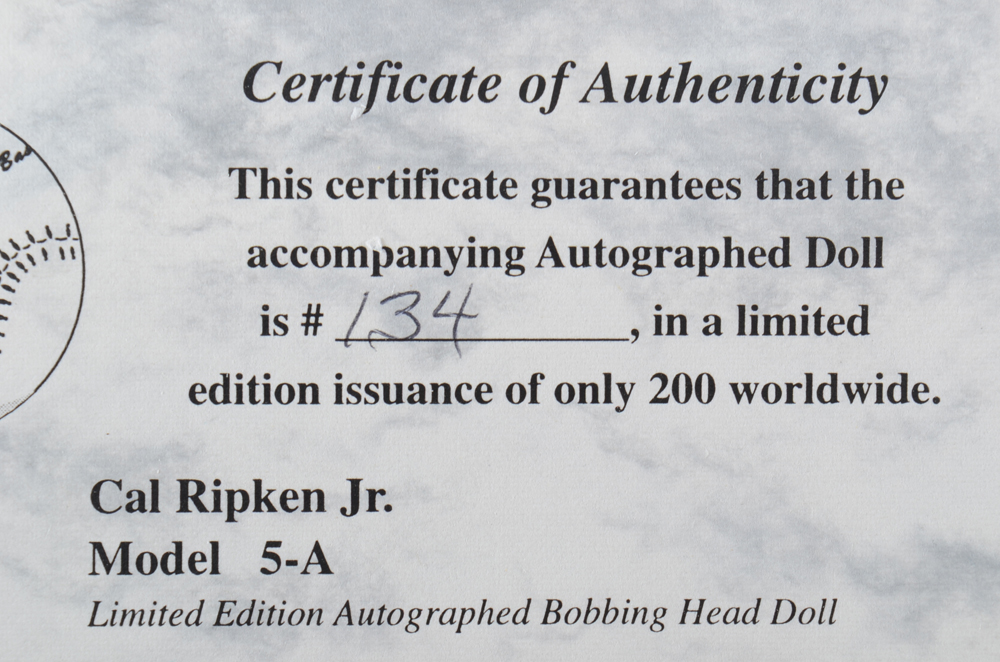 Certificate of Authenticity
This certificate guarantees that the
accompanying Autographed Doll
is # 134, in a limited
edition issuance of only 200 worldwide.
Cal Ripken Jr.
Model 5-A
Limited Edition Autographed Bobbing Head Doll